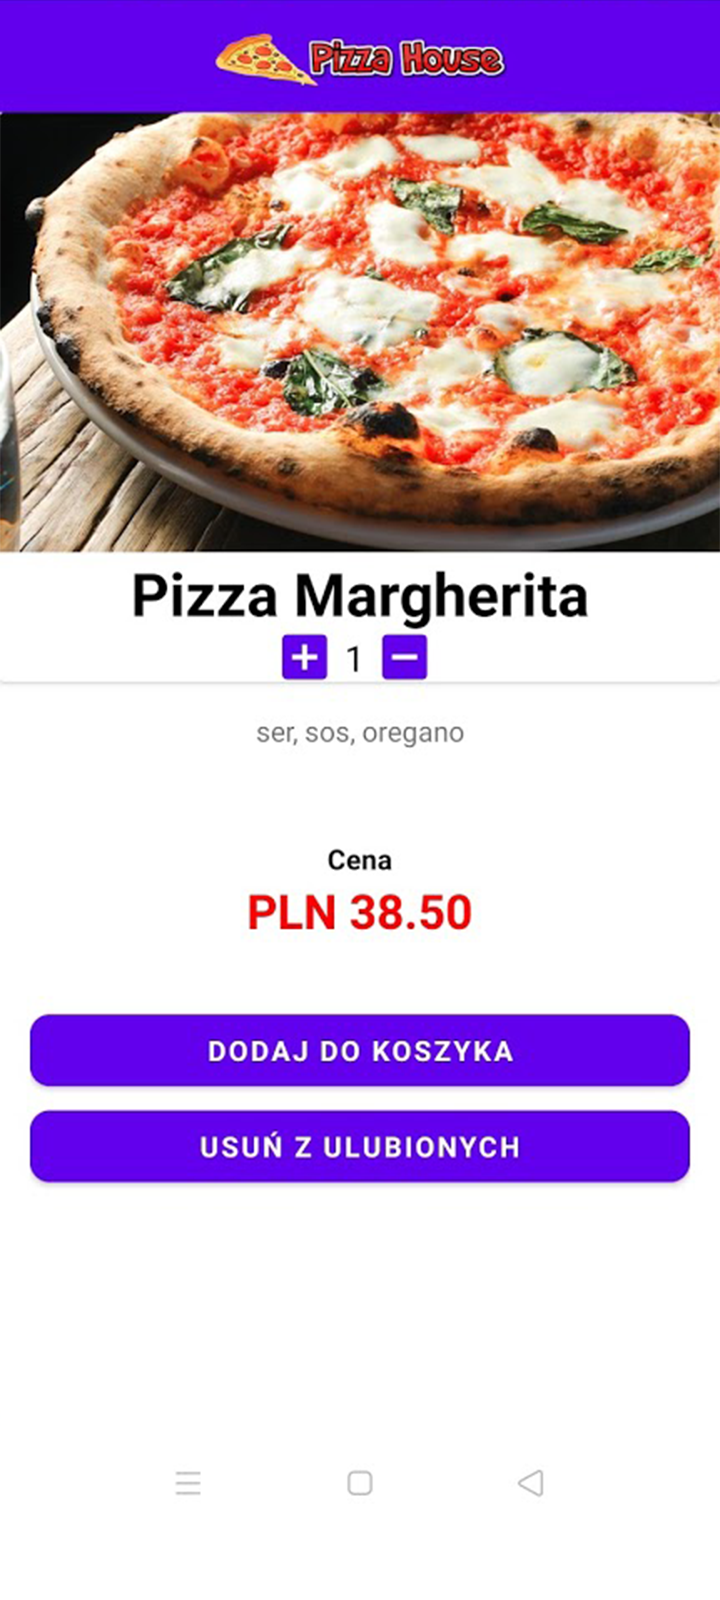 Pizza House
Pizza Margherita
+ 1 −
ser, sos, oregano
Cena
PLN 38.50
DODAJ DO KOSZYKA
USUŃ Z ULUBIONYCH